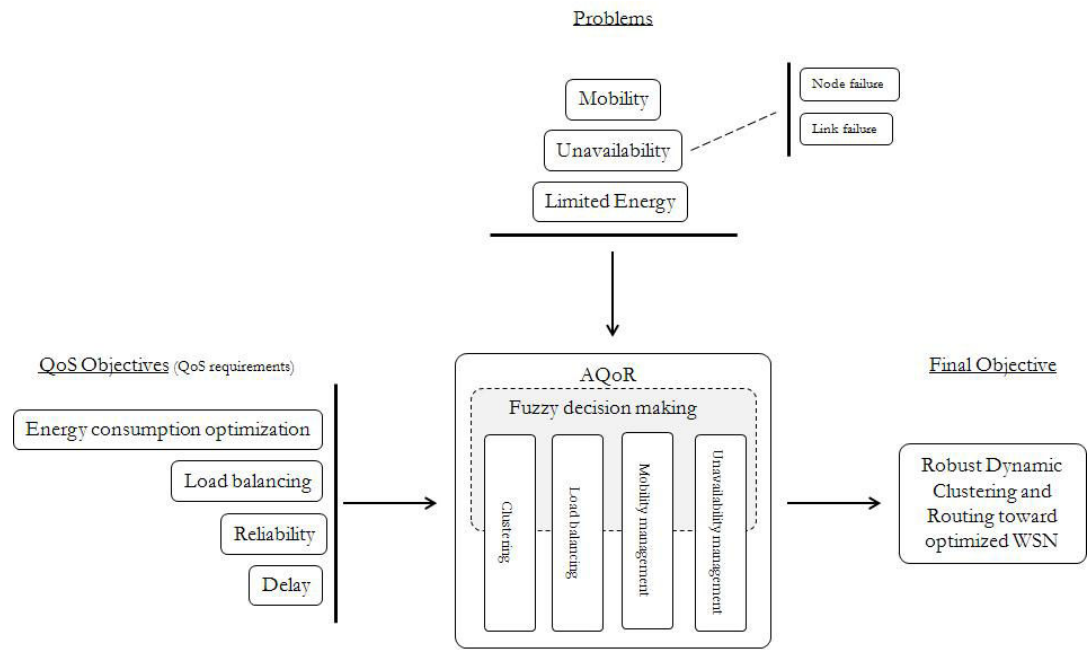 Problems
Mobility
Unavailability
Limited Energy
Node failure
Link failure
QoS Objectives (QoS requirements)
Energy consumption optimization
Load balancing
Reliability
Delay
AQoR
Fuzzy decision making
Clustering
Load balancing
Mobility management
Unavailability management
Final Objective
Robust Dynamic
Clustering and
Routing toward
optimized WSN